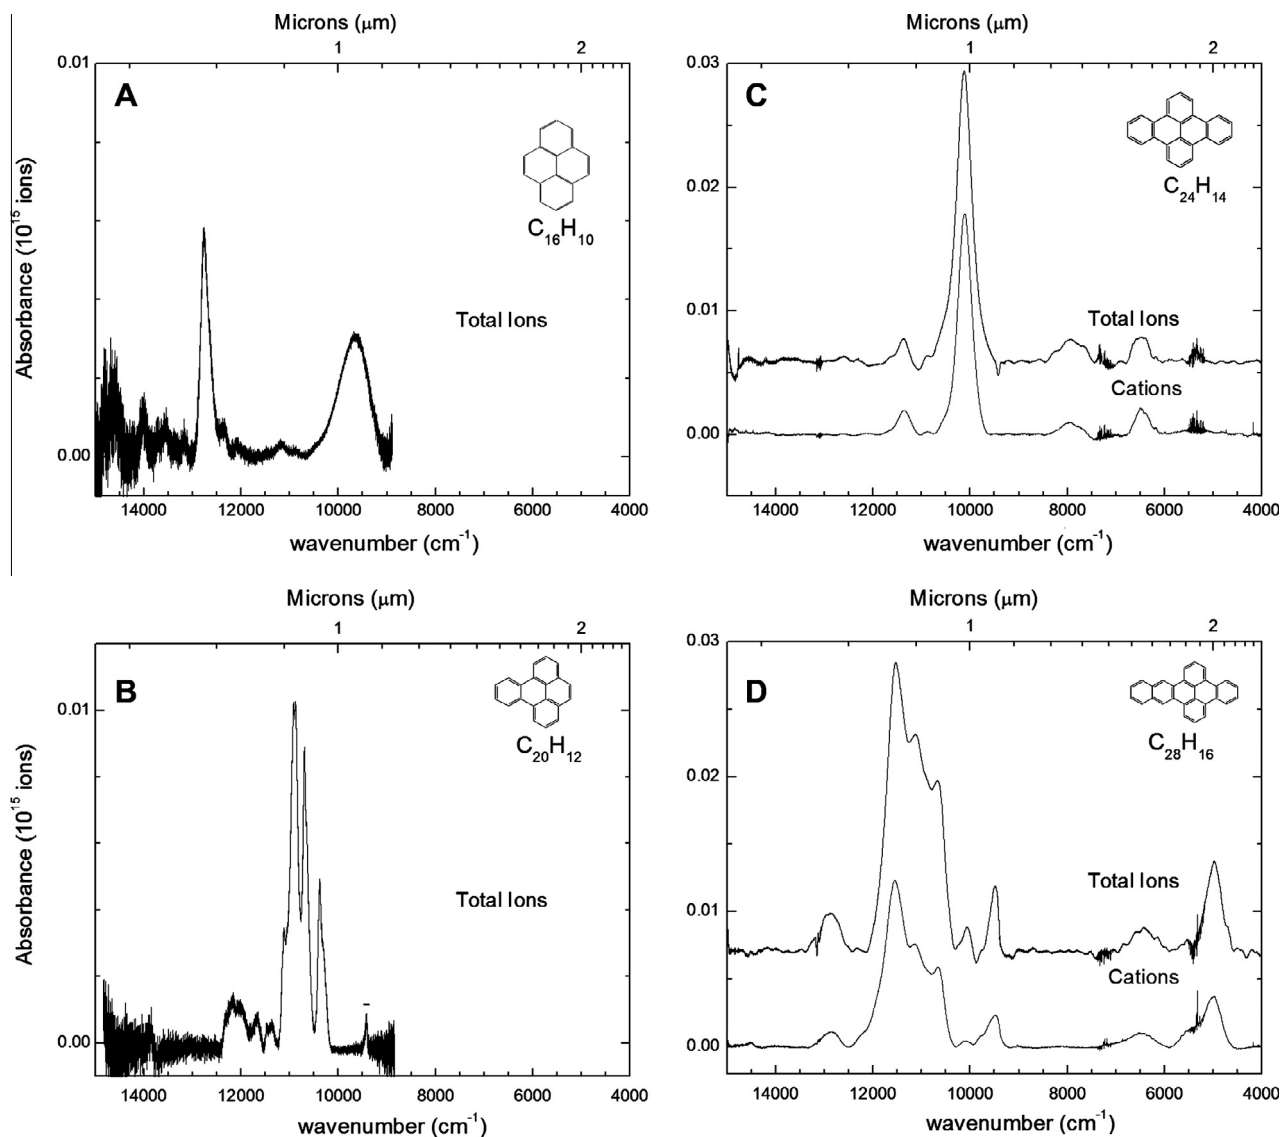 Microns (μm)
1 2
0.01
A
C₁₆H₁₀
Total Ions
Absorbance (10¹⁵ ions)
0.00
14000 12000 10000 8000 6000 4000
wavenumber (cm⁻¹)
Microns (μm)
1 2
0.03
C
C₂₄H₁₄
0.02
0.01
Total Ions
Cations
0.00
14000 12000 10000 8000 6000 4000
wavenumber (cm⁻¹)
Microns (μm)
1 2
B
0.01
C₂₀H₁₂
Total Ions
Absorbance (10¹⁵ ions)
0.00
14000 12000 10000 8000 6000 4000
wavenumber (cm⁻¹)
Microns (μm)
1 2
0.03
D
C₂₈H₁₆
0.02
Total Ions
0.01
Cations
0.00
14000 12000 10000 8000 6000 4000
wavenumber (cm⁻¹)